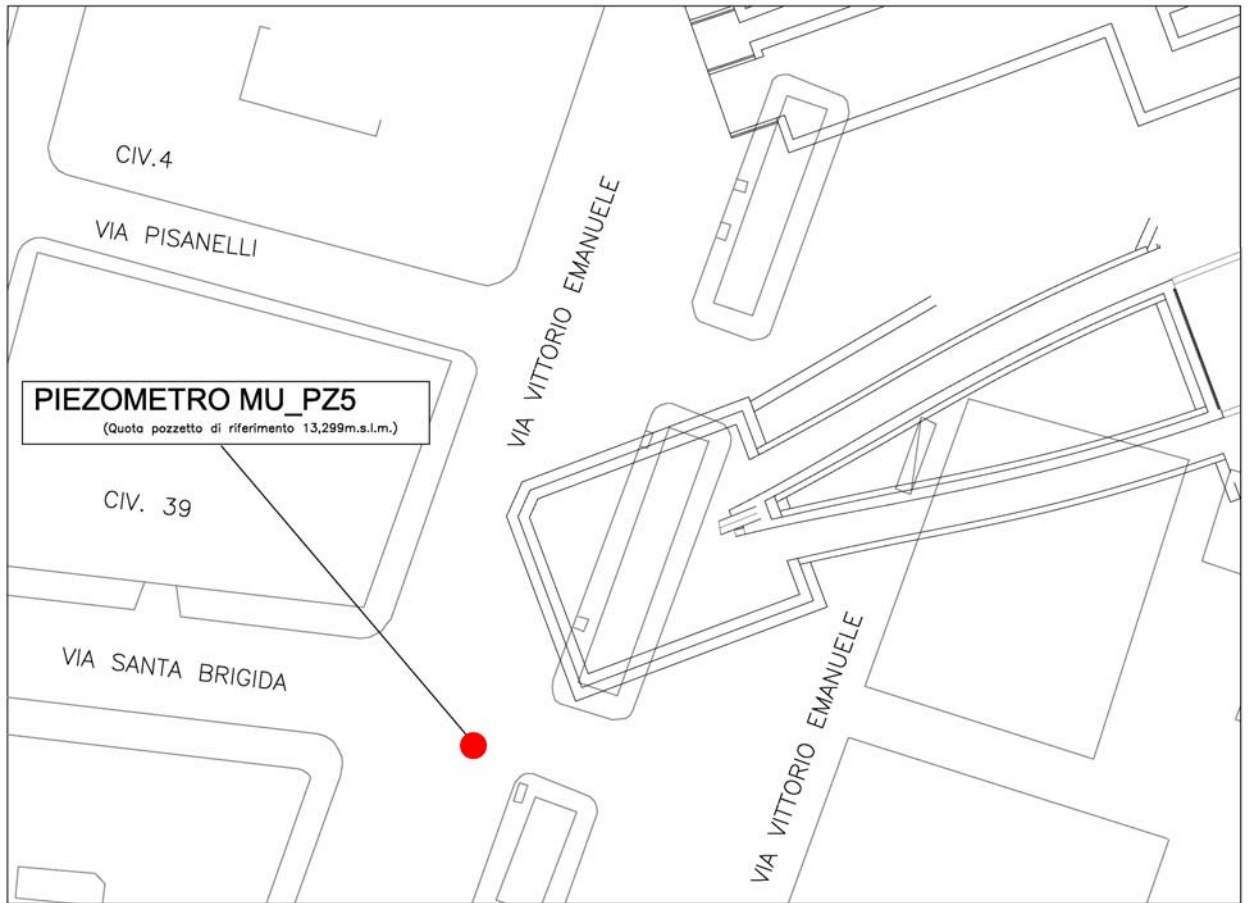 CIV.4
VIA PISANELLI
VIA VITTORIO EMANUELE
PIEZOMETRO MU_PZ5
(Quota pozzetto di riferimento 13,299m.s.l.m.)
CIV. 39
VIA SANTA BRIGIDA
VIA VITTORIO EMANUELE